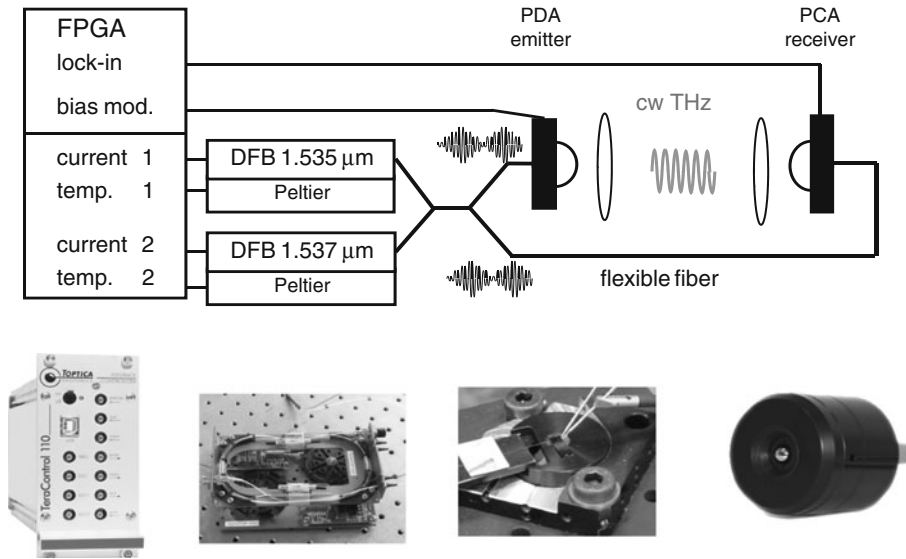 FPGA
lock-in
bias mod.
current 1
temp. 1
current 2
temp. 2
DFB 1.535 μm
Peltier
DFB 1.537 μm
Peltier
PDA
emitter
cw THz
PCA
receiver
flexible fiber
TOPTICA
TeraControl 110